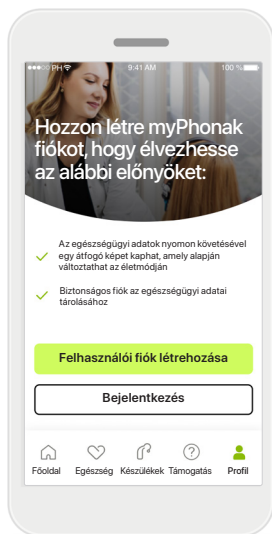 PH 9:41 AM 100 %
Hozzon létre myPhonak
fiókot, hogy élvezhesse
az alábbi előnyöket:
Az egészségügyi adatok nyomon követésével
egy átfogó képet kaphat, amely alapján
változtathat az életmódján
Biztonságos fiók az egészségügyi adatai
tárolásához
Felhasználói fiók létrehozása
Bejelentkezés
Főoldal Egészség Készülékek Támogatás Profil